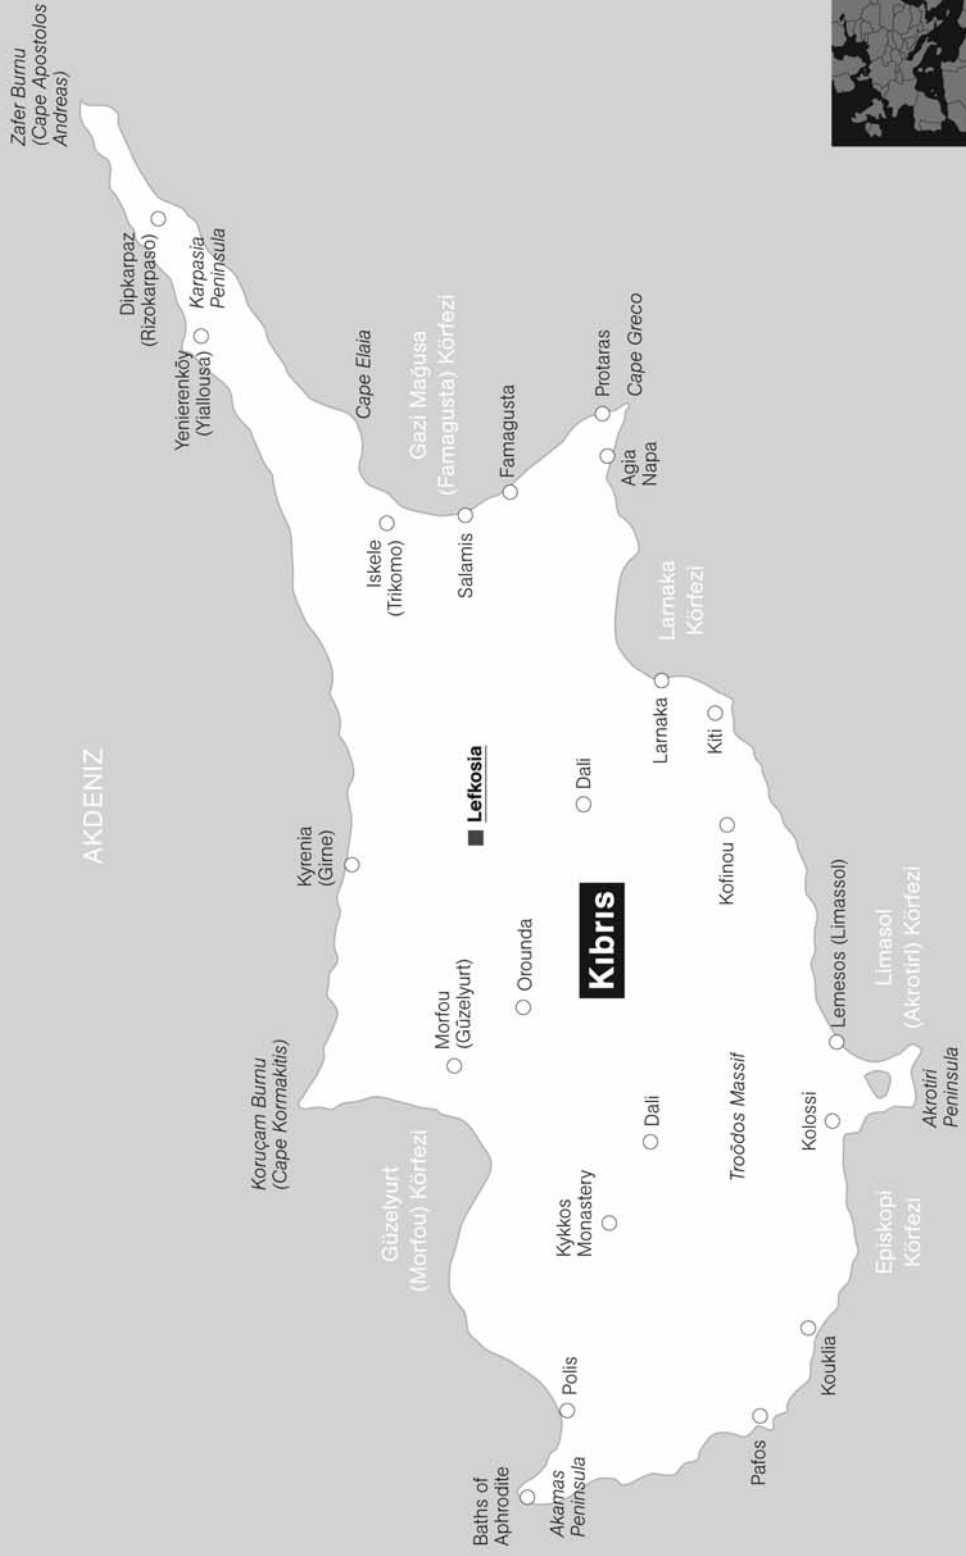 Zafer Burnu
(Cape Apostolos
Andreas)
Dipkarpaz
(Rizokarpaso)
Karpasia
Peninsula
Yenierenköy
(Yiallousa)
AKDENIZ
Cape Elaia
Gazi Mağusa
(Famagusta) Körfezi
Iskele
(Trikomo)
Salamis
Famagusta
Protaras
Cape Greco
Agia
Napa
Kyrenia
(Girne)
Lefkosia
Larnaka
Körfezi
Larnaka
Kiti
Dali
Koruçam Burnu
(Cape Kormakitis)
Morfou
(Güzelyurt)
Orounda
Kıbrıs
Kofinou
Güzelyurt
(Morfou) Körfezi
Kykkos
Monastery
Dali
Troödos Massif
Lemesos (Limassol)
Limasol
(Akrotirl) Körfezi
Kolossi
Akrotiri
Peninsula
Episkopi
Körfezi
Baths of
Aphrodite
Akamas
Peninsula
Polis
Kouklia
Pafos